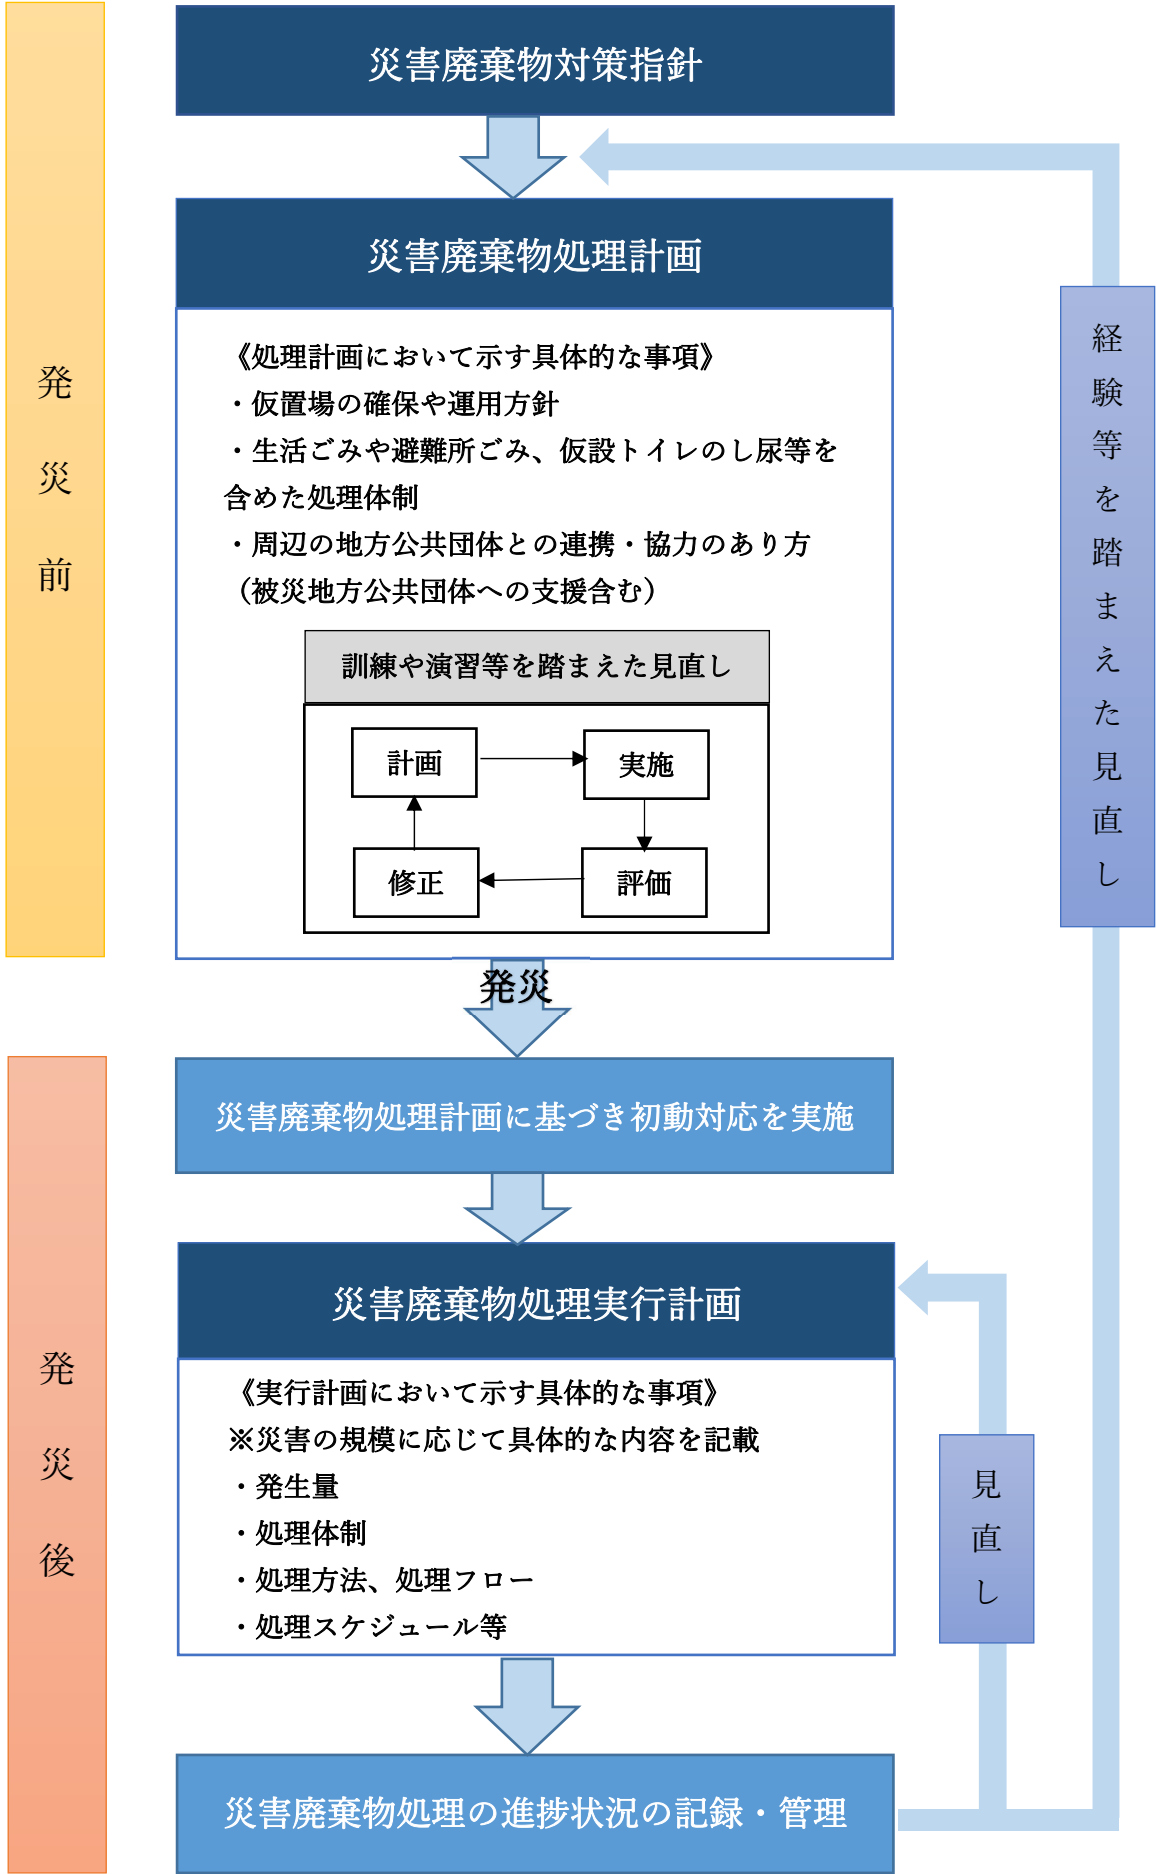 災害廃棄物対策指針
発災前
災害廃棄物処理計画
《処理計画において示す具体的な事項》
・仮置場の確保や運用方針
・生活ごみや避難所ごみ、仮設トイレのし尿等を
含めた処理体制
・周辺の地方公共団体との連携・協力のあり方
（被災地方公共団体への支援含む）
訓練や演習等を踏まえた見直し
計画
実施
修正
評価
経験等を踏まえた見直し
発災
災害廃棄物処理計画に基づき初動対応を実施
発災後
災害廃棄物処理実行計画
《実行計画において示す具体的な事項》
※災害の規模に応じて具体的な内容を記載
・発生量
・処理体制
・処理方法、処理フロー
・処理スケジュール等
見直し
災害廃棄物処理の進捗状況の記録・管理